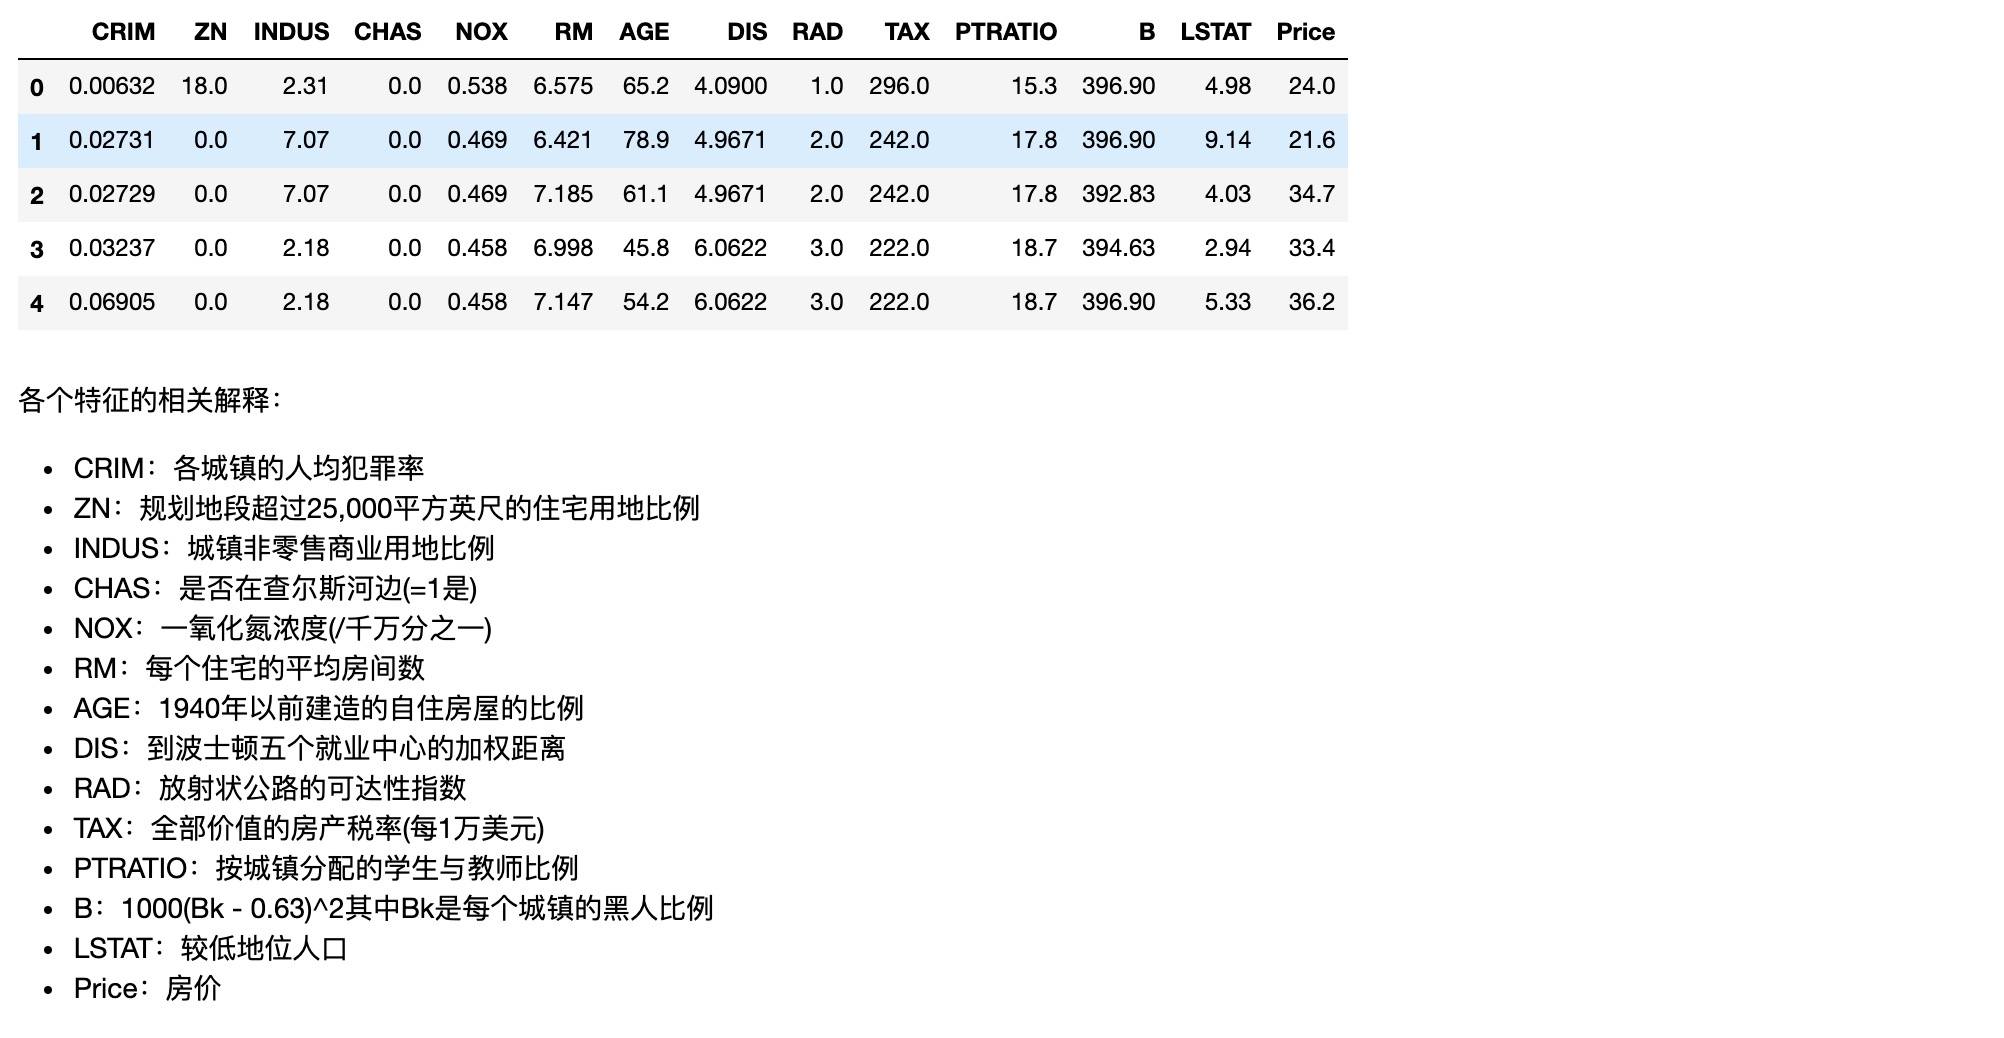 CRIM ZN INDUS CHAS NOX RM AGE DIS RAD TAX PTRATIO B LSTAT Price
0 0.00632 18.0 2.31 0.0 0.538 6.575 65.2 4.0900 1.0 296.0 15.3 396.90 4.98 24.0
1 0.02731 0.0 7.07 0.0 0.469 6.421 78.9 4.9671 2.0 242.0 17.8 396.90 9.14 21.6
2 0.02729 0.0 7.07 0.0 0.469 7.185 61.1 4.9671 2.0 242.0 17.8 392.83 4.03 34.7
3 0.03237 0.0 2.18 0.0 0.458 6.998 45.8 6.0622 3.0 222.0 18.7 394.63 2.94 33.4
4 0.06905 0.0 2.18 0.0 0.458 7.147 54.2 6.0622 3.0 222.0 18.7 396.90 5.33 36.2
各个特征的相关解释：
• CRIM：各城镇的人均犯罪率
• ZN：规划地段超过25,000平方英尺的住宅用地比例
• INDUS：城镇非零售商业用地比例
• CHAS：是否在查尔斯河边(=1是)
• NOX：一氧化氮浓度(/千万分之一)
• RM：每个住宅的平均房间数
• AGE：1940年以前建造的自住房屋的比例
• DIS：到波士顿五个就业中心的加权距离
• RAD：放射状公路的可达性指数
• TAX：全部价值的房产税率(每1万美元)
• PTRATIO：按城镇分配的学生与教师比例
• B：1000(Bk - 0.63)^2其中Bk是每个城镇的黑人比例
• LSTAT：较低地位人口
• Price：房价